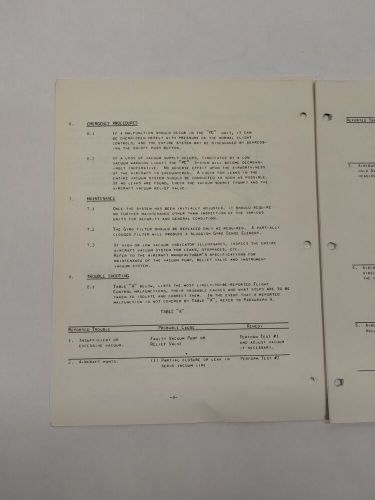 6. EMERGENCY PROCEDURES
6.1 IF A MALFUNCTION SHOULD OCCUR IN THE "PC" UNIT, IT CAN
BE OVERRIDDEN MERELY WITH PRESSURE ON THE NORMAL FLIGHT
CONTROLS, AND THE ENTIRE SYSTEM MAY BE DISENGAGED BY DEPRESS-
ING THE ON-OFF PUSH BUTTON.
6.2 IF A LOSS OF VACUUM SUPPLY OCCURS, (INDICATED BY A LOW
VACUUM WARNING LIGHT) THE "PC" SYSTEM WILL BECOME
INOPERATIVE. NO ADVERSE EFFECT UPON THE AIRWORTHINESS
OF THE AIRCRAFT IS ENCOUNTERED. A CHECK FOR LEAKS IN THE
ENTIRE VACUUM SYSTEM SHOULD BE CONDUCTED AS SOON AS POSSIBLE.
IF NO LEAKS ARE FOUND, CHECK THE VACUUM SOURCE (PUMP) AND THE
AIRCRAFT VACUUM RELIEF VALVE.
7. MAINTENANCE
7.1 ONCE THE SYSTEM HAS BEEN INITIALLY ADJUSTED, IT SHOULD REQUIRE
NO FURTHER MAINTENANCE OTHER THAN INSPECTION OF THE VARIOUS
UNITS FOR SECURITY AND GENERAL CONDITION.
7.2 THE GYRO FILTER SHOULD BE REPLACED ONLY AS REQUIRED. A PARTIALLY
CLOGGED FILTER WILL PRODUCE A SLUGGISH GYRO SENSE ELEMENT.
7.3 IF HIGH OR LOW VACUUM INDICATOR ILLUMINATES, INSPECT THE ENTIRE
AIRCRAFT VACUUM SYSTEM FOR LEAKS, STOPPAGES, ETC.
REFER TO THE AIRCRAFT MANUFACTURER'S SPECIFICATIONS FOR
MAINTENANCE OF THE VACUUM PUMP, RELIEF VALVE AND INSTRUMENT
VACUUM SYSTEM.
8. TROUBLE SHOOTING
8.1 TABLE "A" BELOW, LISTS THE MOST LIKELY-TO-BE-REPORTED FLIGHT
CONTROL MALFUNCTIONS, THEIR PROBABLE CAUSES AND WHAT STEPS ARE TO BE
TAKEN TO ISOLATE AND CORRECT THEM. IN THE EVENT THAT A REPORTED
MALFUNCTION IS NOT COVERED BY TABLE "A", REFER TO PARAGRAPH 9.
TABLE "A"
REPORTED TROUBLE PROBABLE CAUSE REMEDY
1. INSUFFICIENT OR FAULTY VACUUM PUMP OR PERFORM TEST #1
EXCESSIVE VACUUM. RELIEF VALVE AND ADJUST VACUUM
IF NECESSARY.
2. AIRCRAFT HUNTS. (1) PARTIAL CLOSURE OR LEAK IN PERFORM TEST #2
SERVO VACUUM LINE
REPORTED TRO
3. AIRCR
5.